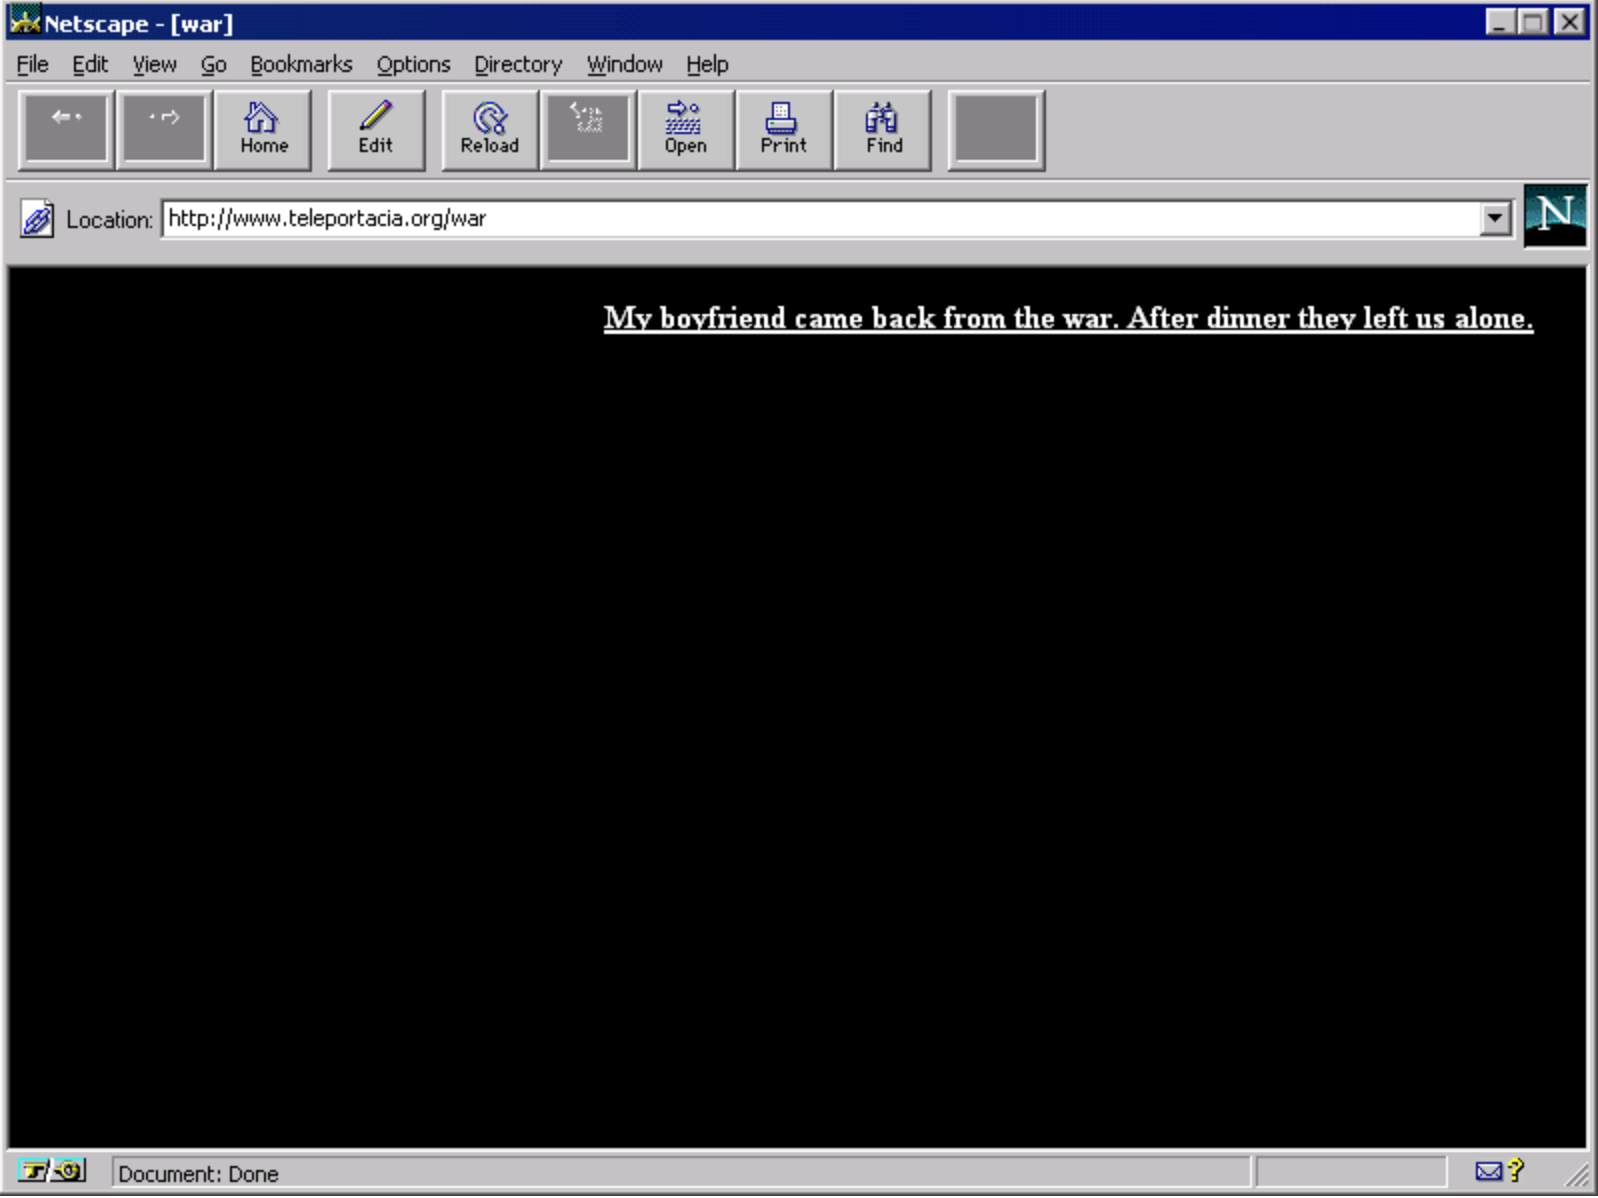 Netscape - [war]
File Edit View Go Bookmarks Options Directory Window Help
Home Edit Reload Open Print Find
Location: http://www.teleportacia.org/war
N
My boyfriend came back from the war. After dinner they left us alone.
Document: Done
?